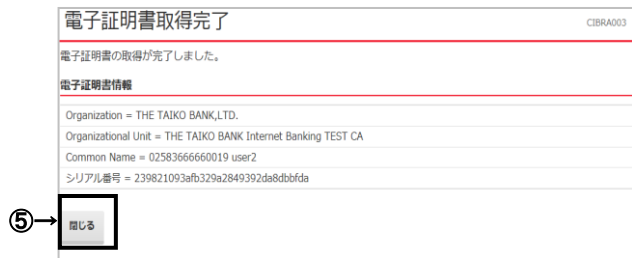 電子証明書取得完了
CIBRA003
電子証明書の取得が完了しました。
電子証明書情報
Organization = THE TAIKO BANK,LTD.
Organizational Unit = THE TAIKO BANK Internet Banking TEST CA
Common Name = 02583666660019 user2
シリアル番号 = 239821093afb329a2849392da8dbbfda
⑤→
閉じる